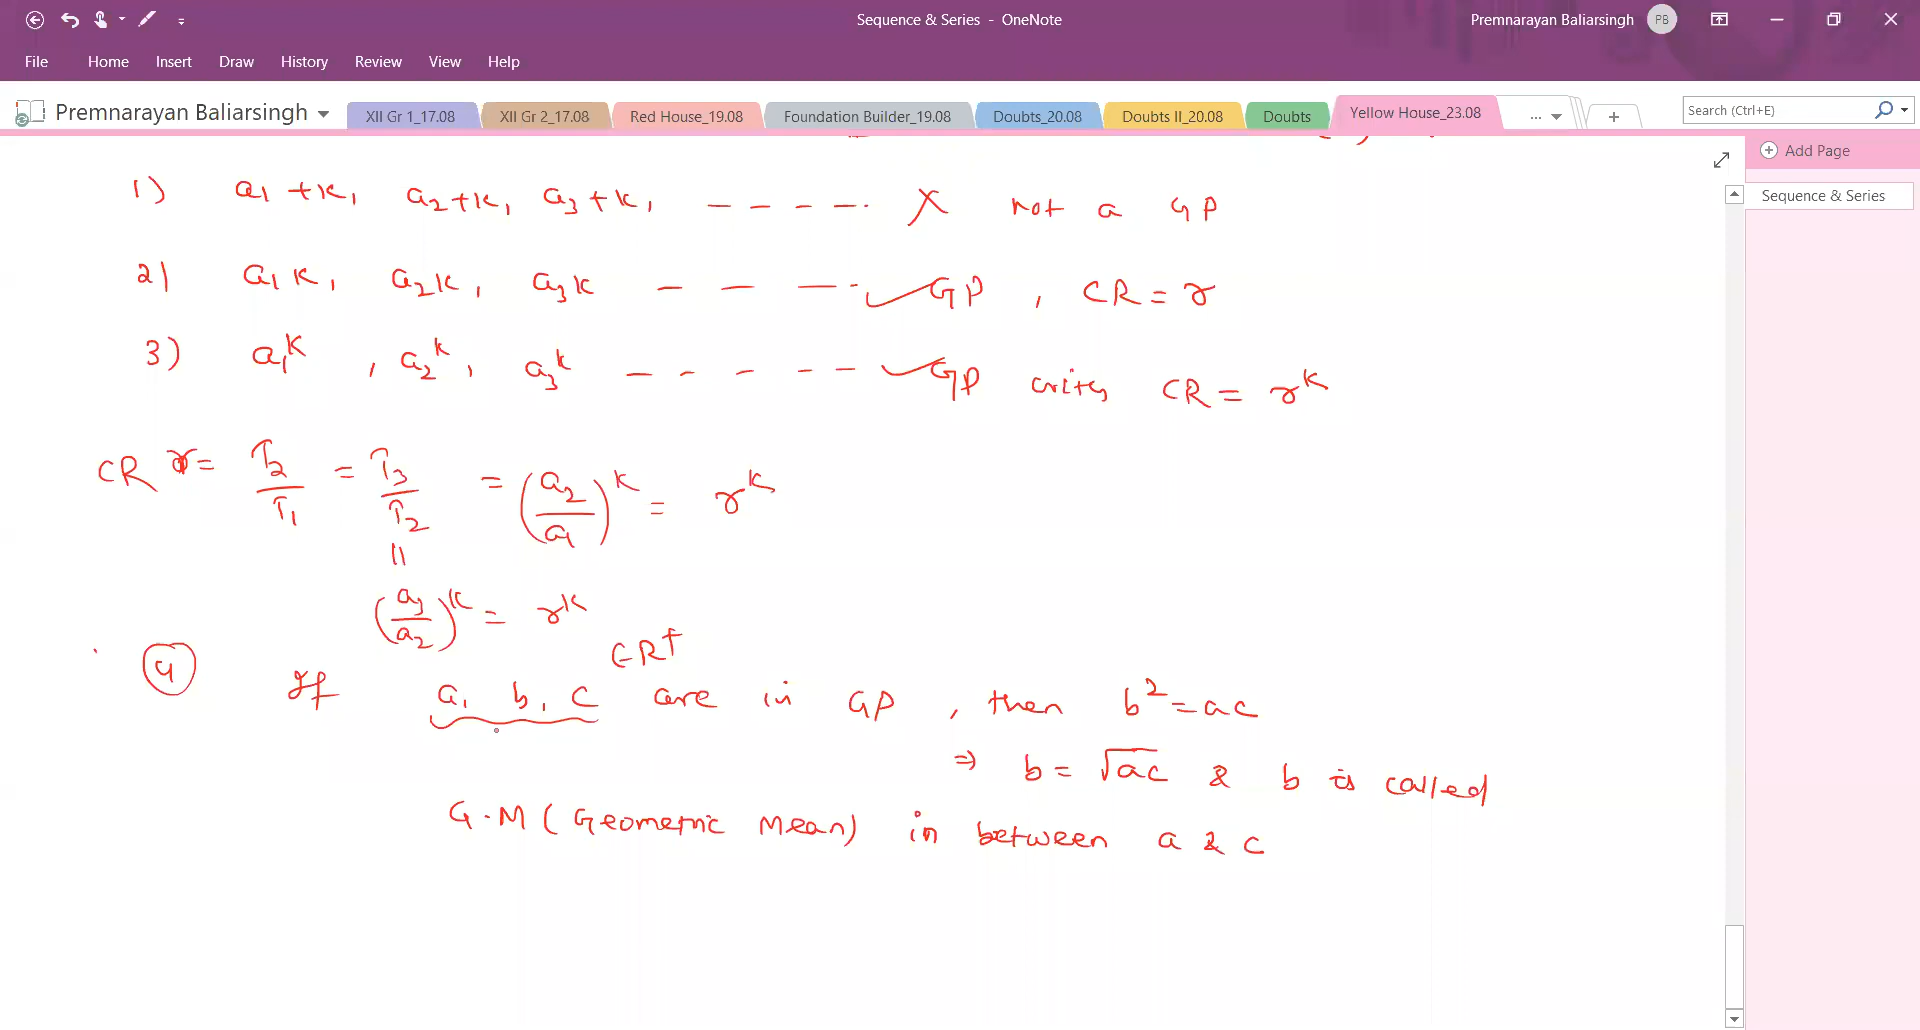 Sequence & Series - OneNote
Premnarayan Baliarsingh PB
File Home Insert Draw History Review View Help
Premnarayan Baliarsingh XII Gr 1_17.08 XII Gr 2_17.08 Red House_19.08 Foundation Builder_19.08 Doubts_20.08 Doubts II_20.08 Doubts Yellow House_23.08 ... + Search (Ctrl+E)
Add Page
Sequence & Series
1) a₁+k, a₂+k, a₃+k, ----- X not a GP
2) a₁k, a₂k, a₃k ---- ✓ GP, CR = r
3) a₁^k, a₂^k, a₃^k ----- ✓ GP with CR = r^k
CR r = T₂/T₁ = T₃/T₂ = (a₂/a₁)^k = r^k
||
(a₃/a₂)^k = r^k
④ If a, b, c are in GP, then b² = ac
⇒ b = √ac & b is called
G.M (Geometric Mean) in between a & c